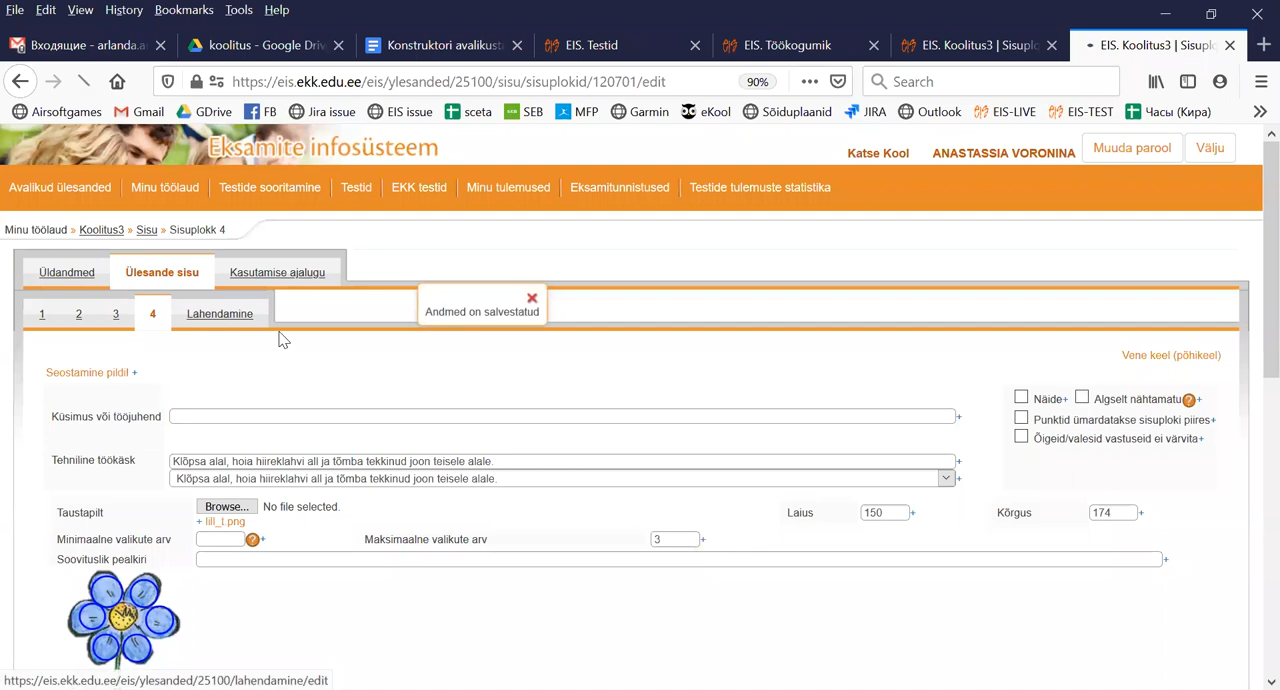 File Edit View History Bookmarks Tools Help
Входящие - arlanda.a
koolitus - Google Driv
Konstruktori avalikusta
EIS. Testid
EIS. Töökogumik
EIS. Koolitus3 | Sisuplo
EIS. Koolitus3 | Sisuplo
https://eis.ekk.edu.ee/eis/ylesanded/25100/sisu/sisuplokid/120701/edit 90% Search
Airsoftgames Gmail GDrive FB Jira issue EIS issue sceta SEB MFP Garmin eKool Sõiduplaanid JIRA Outlook EIS-LIVE EIS-TEST Часы (Кира)
Eksamite infosüsteem
Katse Kool ANASTASSIA VORONINA Muuda parool Välju
Avalikud ülesanded Minu töölaud Testide sooritamine Testid EKK testid Minu tulemused Eksamitunnistused Testide tulemuste statistika
Minu töölaud » Koolitus3 » Sisu » Sisuplokk 4
Üldandmed Ülesande sisu Kasutamise ajalugu
1 2 3 4 Lahendamine
Andmed on salvestatud
Vene keel (põhikeel)
Seostamine pildil +
Küsimus või tööjuhend +
Näide+ Algselt nähtamatu ? +
Punktid ümardatakse sisuploki piires+
Õigeid/valesid vastuseid ei värvita+
Tehniline töökäsk Klõpsa alal, hoia hiireklahvi all ja tõmba tekkinud joon teisele alale. +
Klõpsa alal, hoia hiireklahvi all ja tõmba tekkinud joon teisele alale. +
Taustapilt Browse... No file selected. Laius 150 + Kõrgus 174 +
+ lill_t.png
Minimaalne valikute arv ? + Maksimaalne valikute arv 3 +
Soovituslik pealkiri +
https://eis.ekk.edu.ee/eis/ylesanded/25100/lahendamine/edit